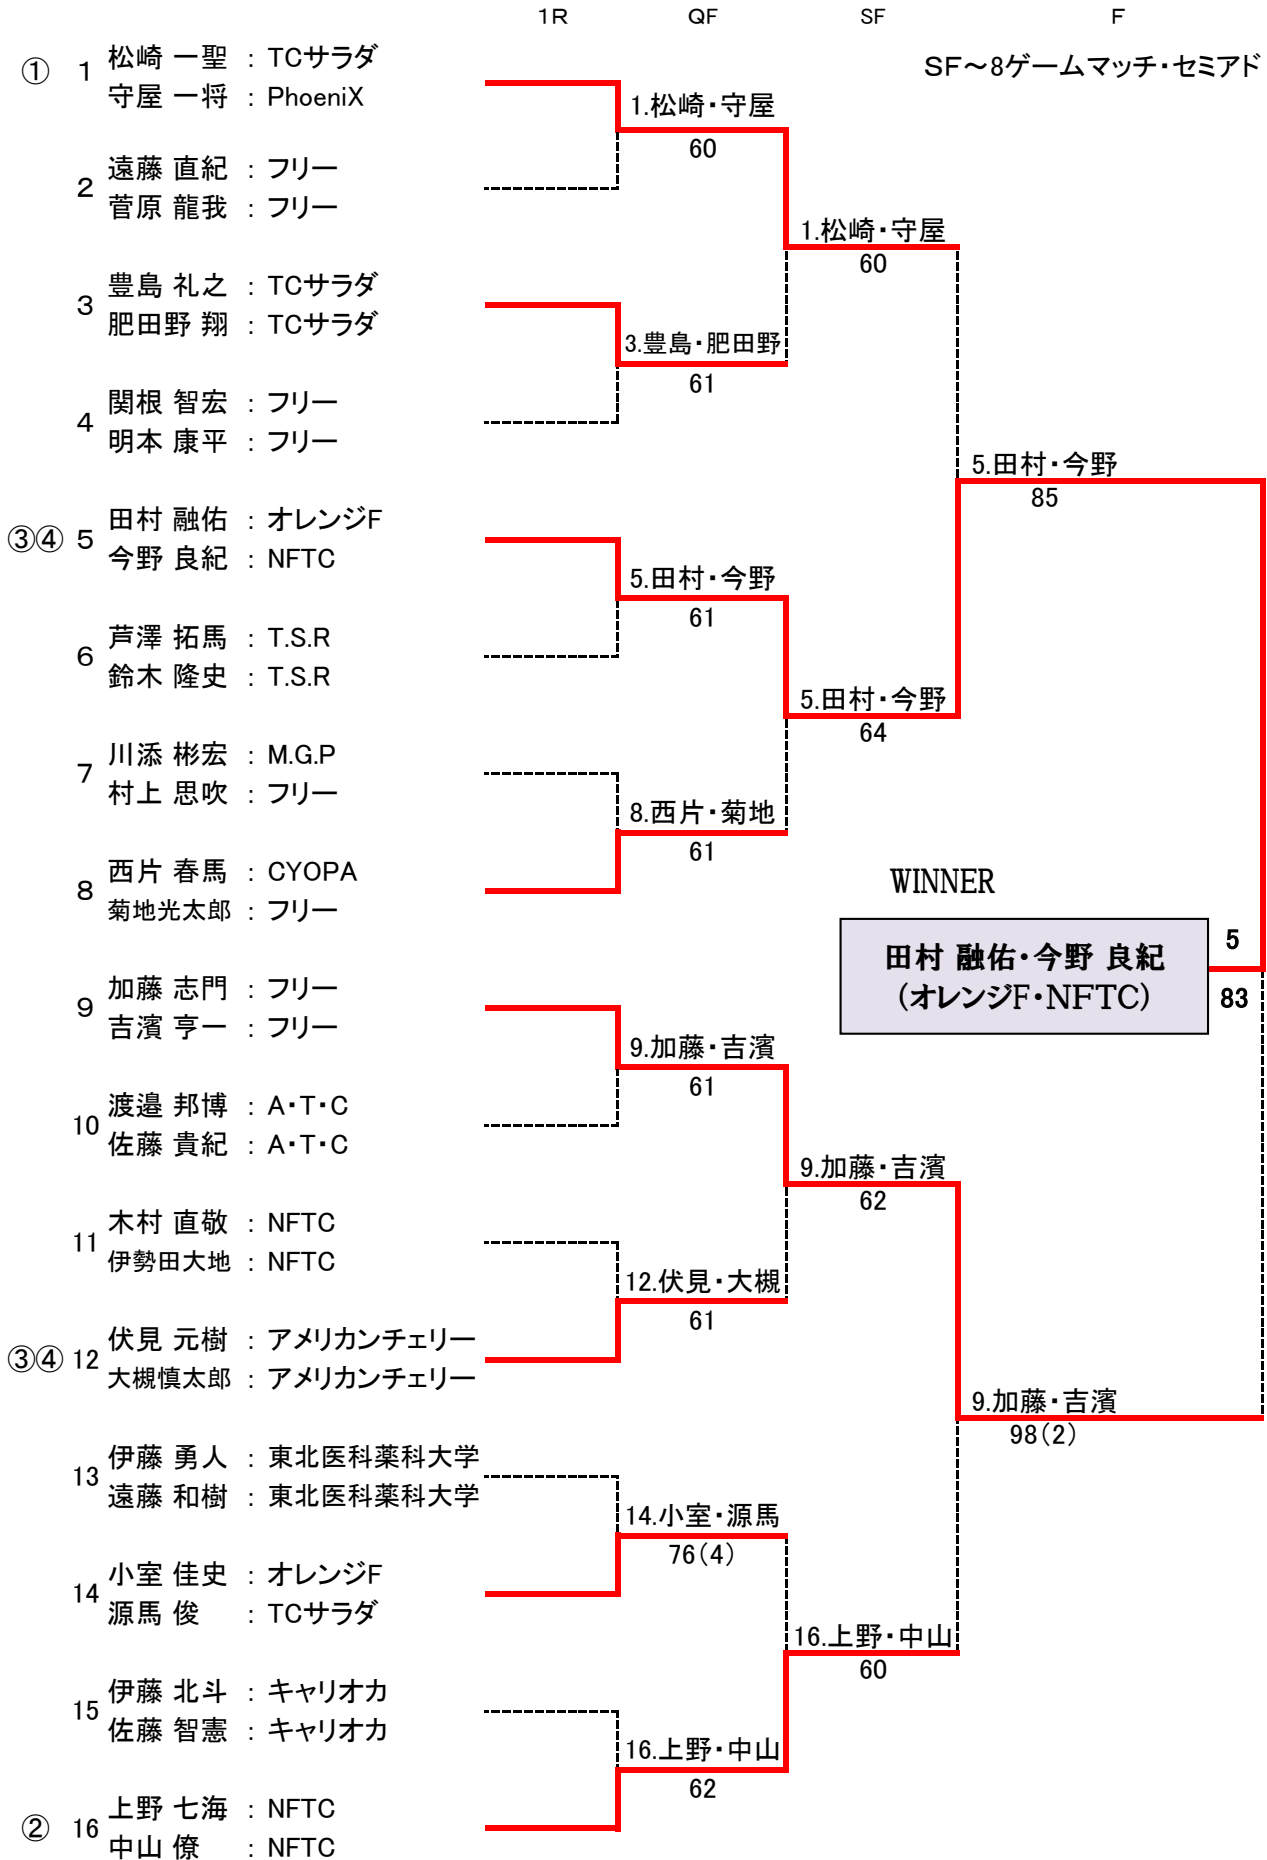 1R QF SF F
SF～8ゲームマッチ・セミアド
① 1 松崎 一聖 : TCサラダ
守屋 一将 : PhoeniX
1.松崎・守屋
60
2 遠藤 直紀 : フリー
菅原 龍我 : フリー
1.松崎・守屋
60
3 豊島 礼之 : TCサラダ
肥田野 翔 : TCサラダ
3.豊島・肥田野
61
4 関根 智宏 : フリー
明本 康平 : フリー
5.田村・今野
85
③④ 5 田村 融佑 : オレンジF
今野 良紀 : NFTC
5.田村・今野
61
6 芦澤 拓馬 : T.S.R
鈴木 隆史 : T.S.R
5.田村・今野
64
7 川添 彬宏 : M.G.P
村上 思吹 : フリー
8.西片・菊地
61
8 西片 春馬 : CYOPA
菊地光太郎 : フリー
WINNER
田村 融佑・今野 良紀
(オレンジF・NFTC)
5
83
9 加藤 志門 : フリー
吉濱 亨一 : フリー
9.加藤・吉濱
61
10 渡邉 邦博 : A・T・C
佐藤 貴紀 : A・T・C
9.加藤・吉濱
62
11 木村 直敬 : NFTC
伊勢田大地 : NFTC
12.伏見・大槻
61
③④ 12 伏見 元樹 : アメリカンチェリー
大槻慎太郎 : アメリカンチェリー
9.加藤・吉濱
98(2)
13 伊藤 勇人 : 東北医科薬科大学
遠藤 和樹 : 東北医科薬科大学
14.小室・源馬
76(4)
14 小室 佳史 : オレンジF
源馬 俊 : TCサラダ
16.上野・中山
60
15 伊藤 北斗 : キャリオカ
佐藤 智憲 : キャリオカ
16.上野・中山
62
② 16 上野 七海 : NFTC
中山 僚 : NFTC